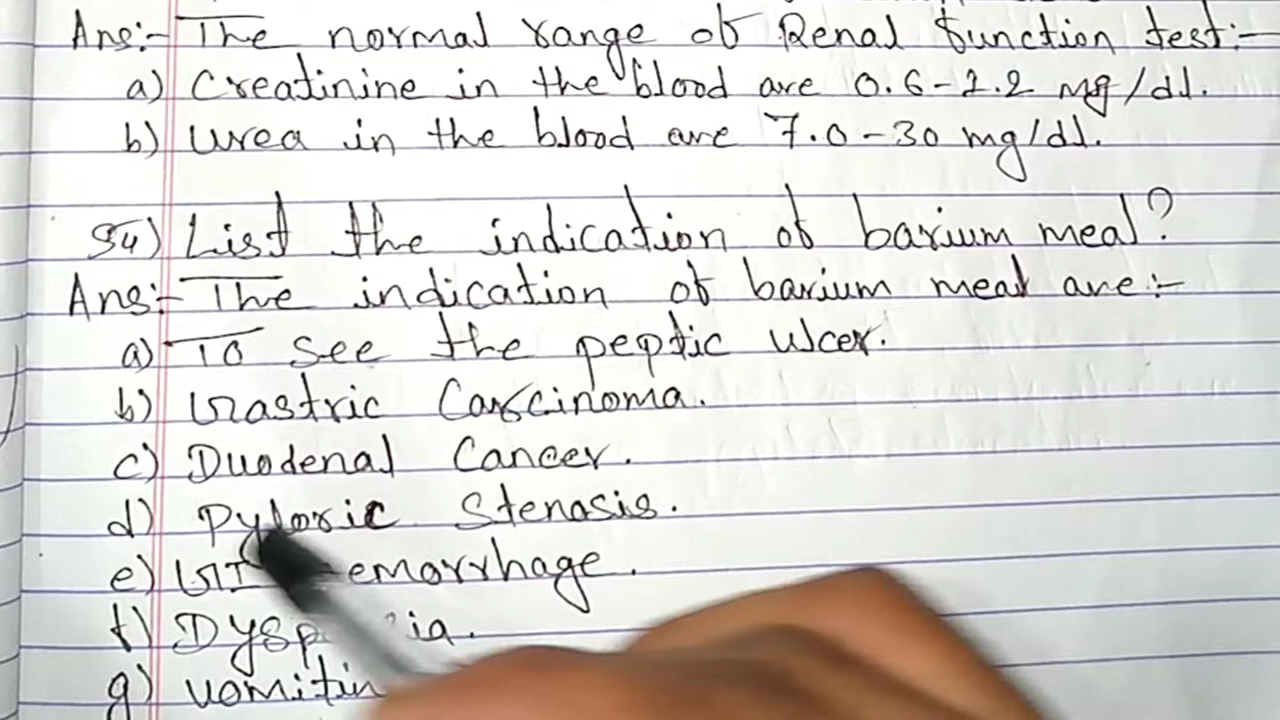 Ans:- The normal range of Renal function test:-
a) Creatinine in the blood are 0.6-1.2 mg/dl.
b) Urea in the blood are 7.0-30 mg/dl.
54) List the indication of barium meal?
Ans:- The indication of barium meal are:-
a) To see the peptic ulcer.
b) Gastric Carcinoma.
c) Duodenal Cancer.
d) Pyloric Stenosis.
e) GI
f)
g)